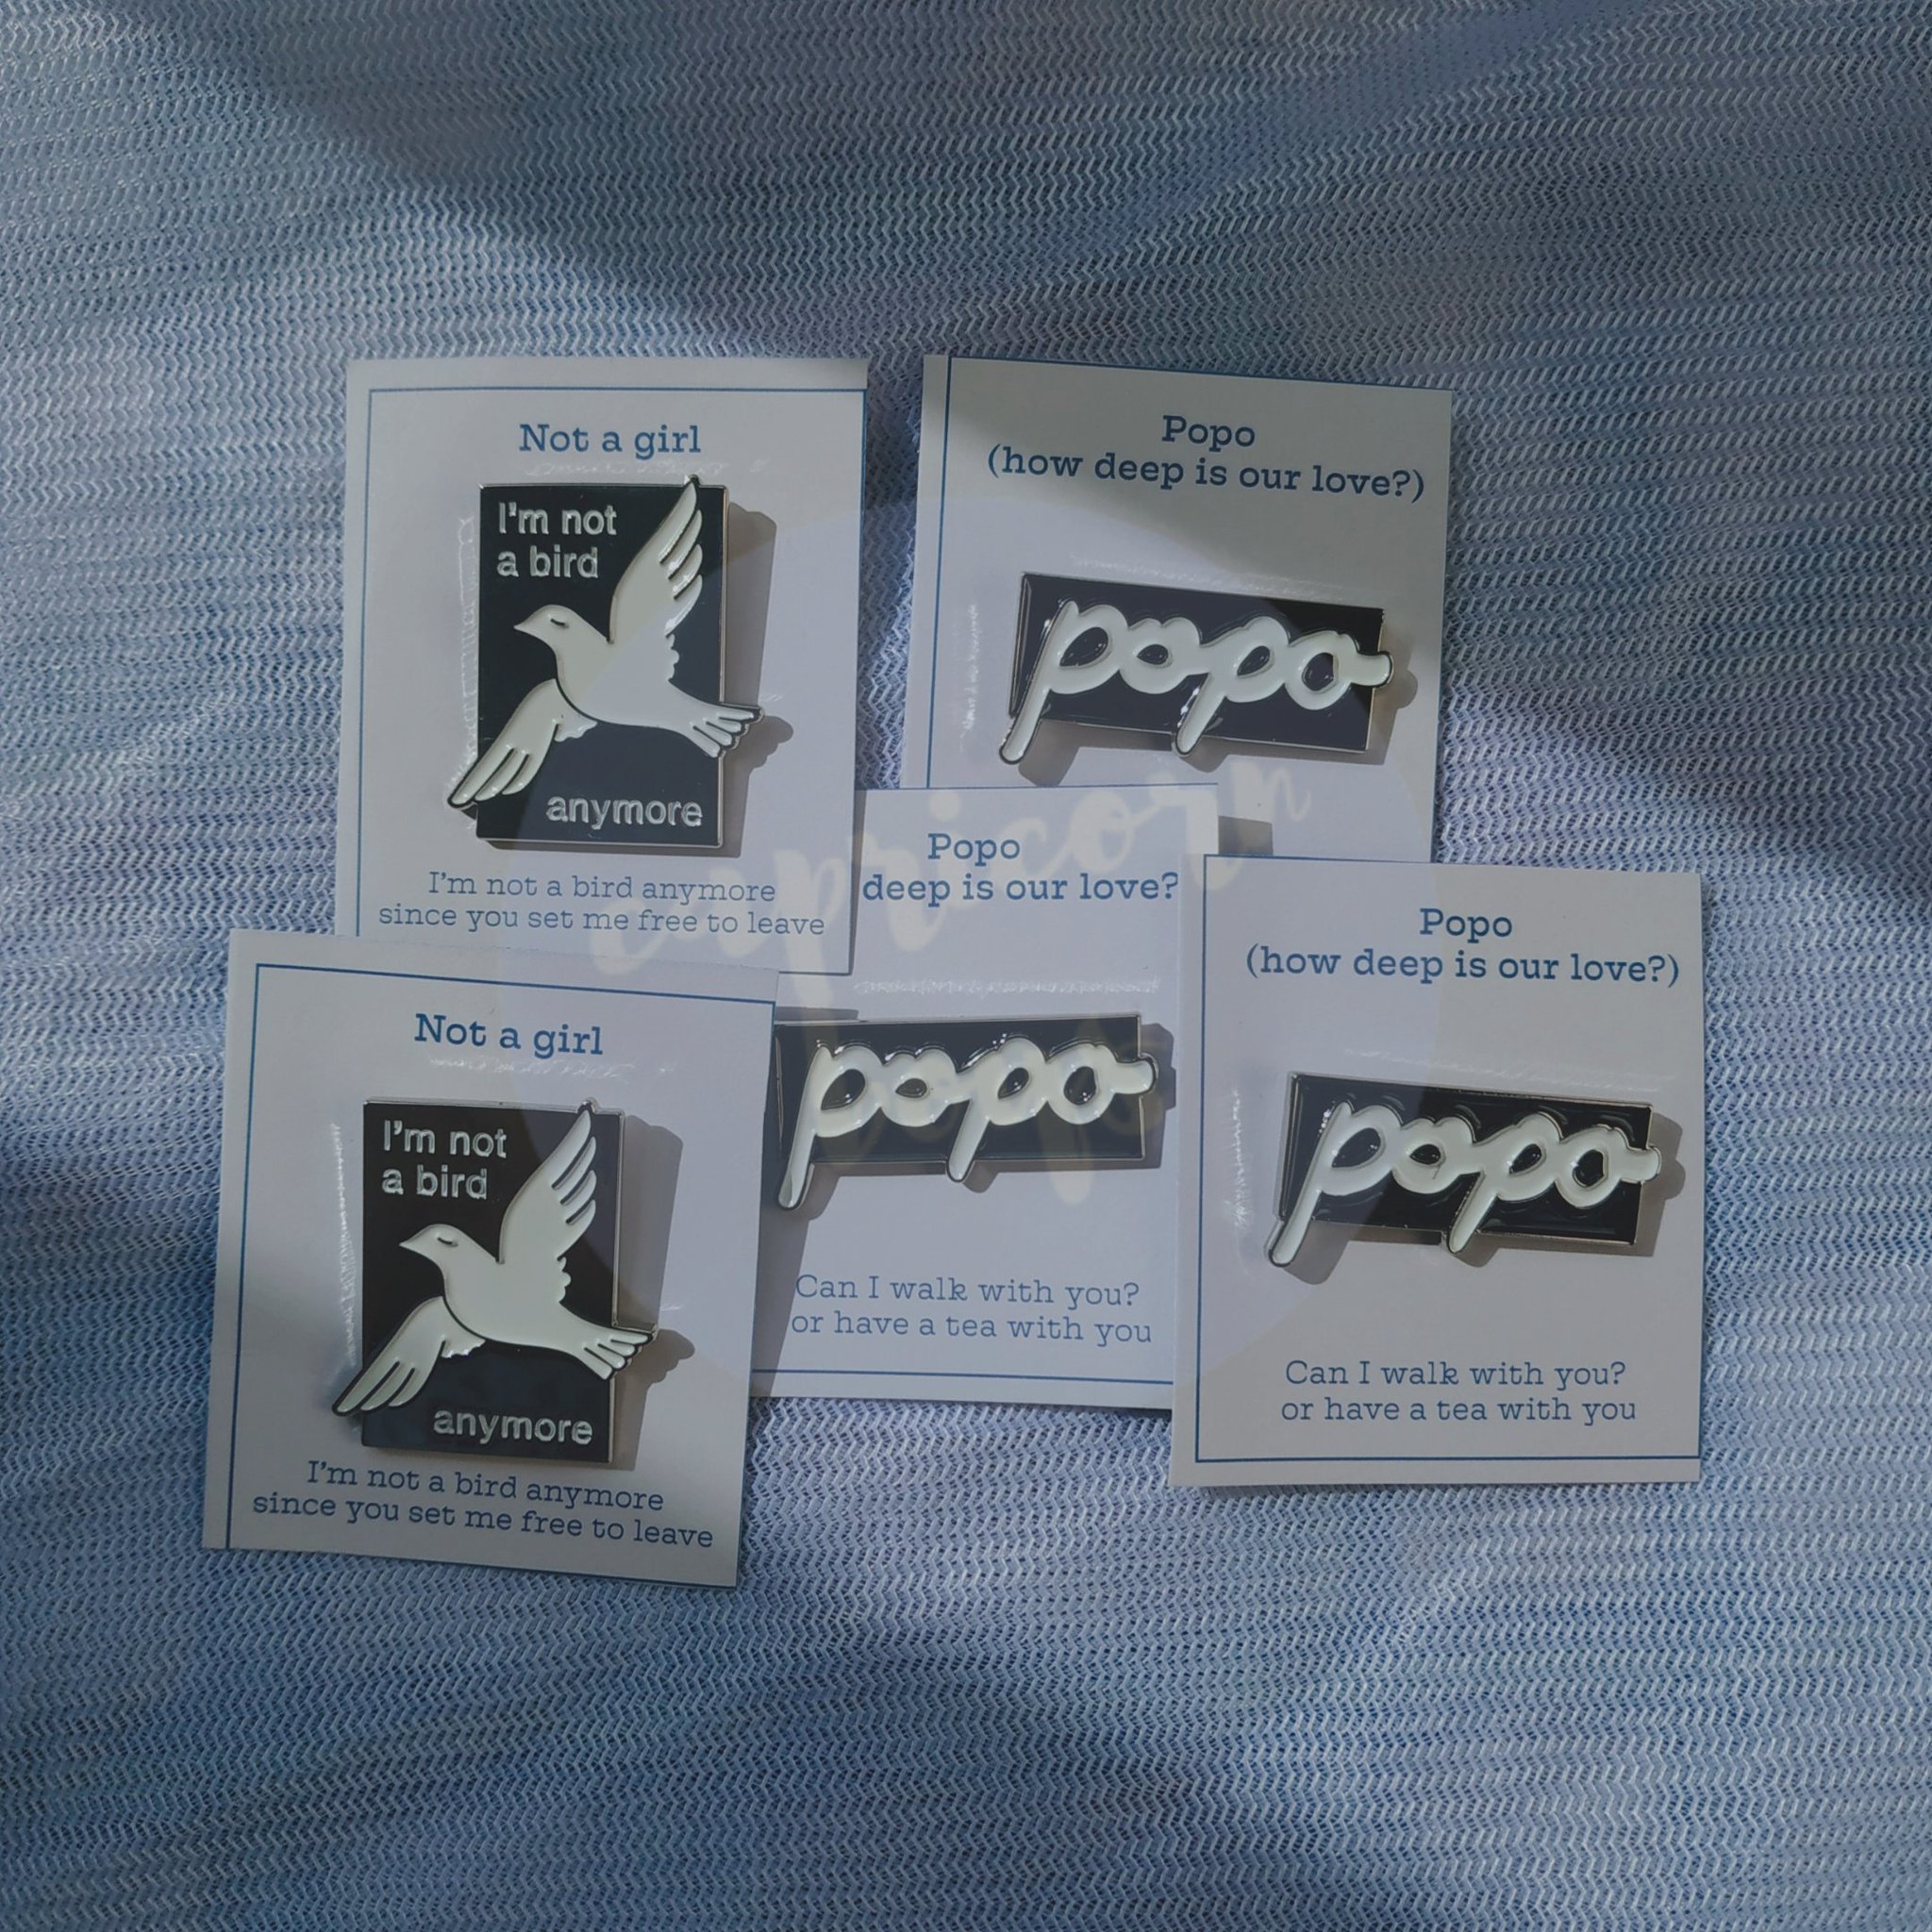 Not a girl
I'm not
a bird
anymore
I'm not a bird anymore
since you set me free to leave
Popo
(how deep is our love?)
popo
Popo
deep is our love?
popo
Can I walk with you?
or have a tea with you
Popo
(how deep is our love?)
popo
Can I walk with you?
or have a tea with you
Not a girl
I'm not
a bird
anymore
I'm not a bird anymore
since you set me free to leave
capricorn